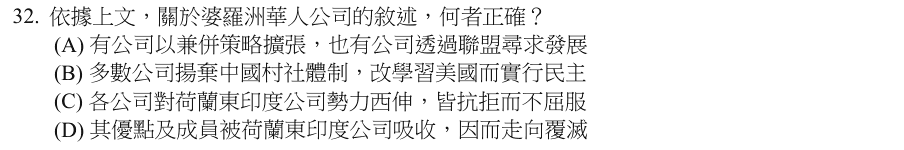 32. 依據上文，關於婆羅洲華人公司的敘述，何者正確？
(A) 有公司以兼併策略擴張，也有公司透過聯盟尋求發展
(B) 多數公司揚棄中國村社體制，改學習美國而實行民主
(C) 各公司對荷蘭東印度公司勢力西伸，皆抗拒而不屈服
(D) 其優點及成員被荷蘭東印度公司吸收，因而走向覆滅